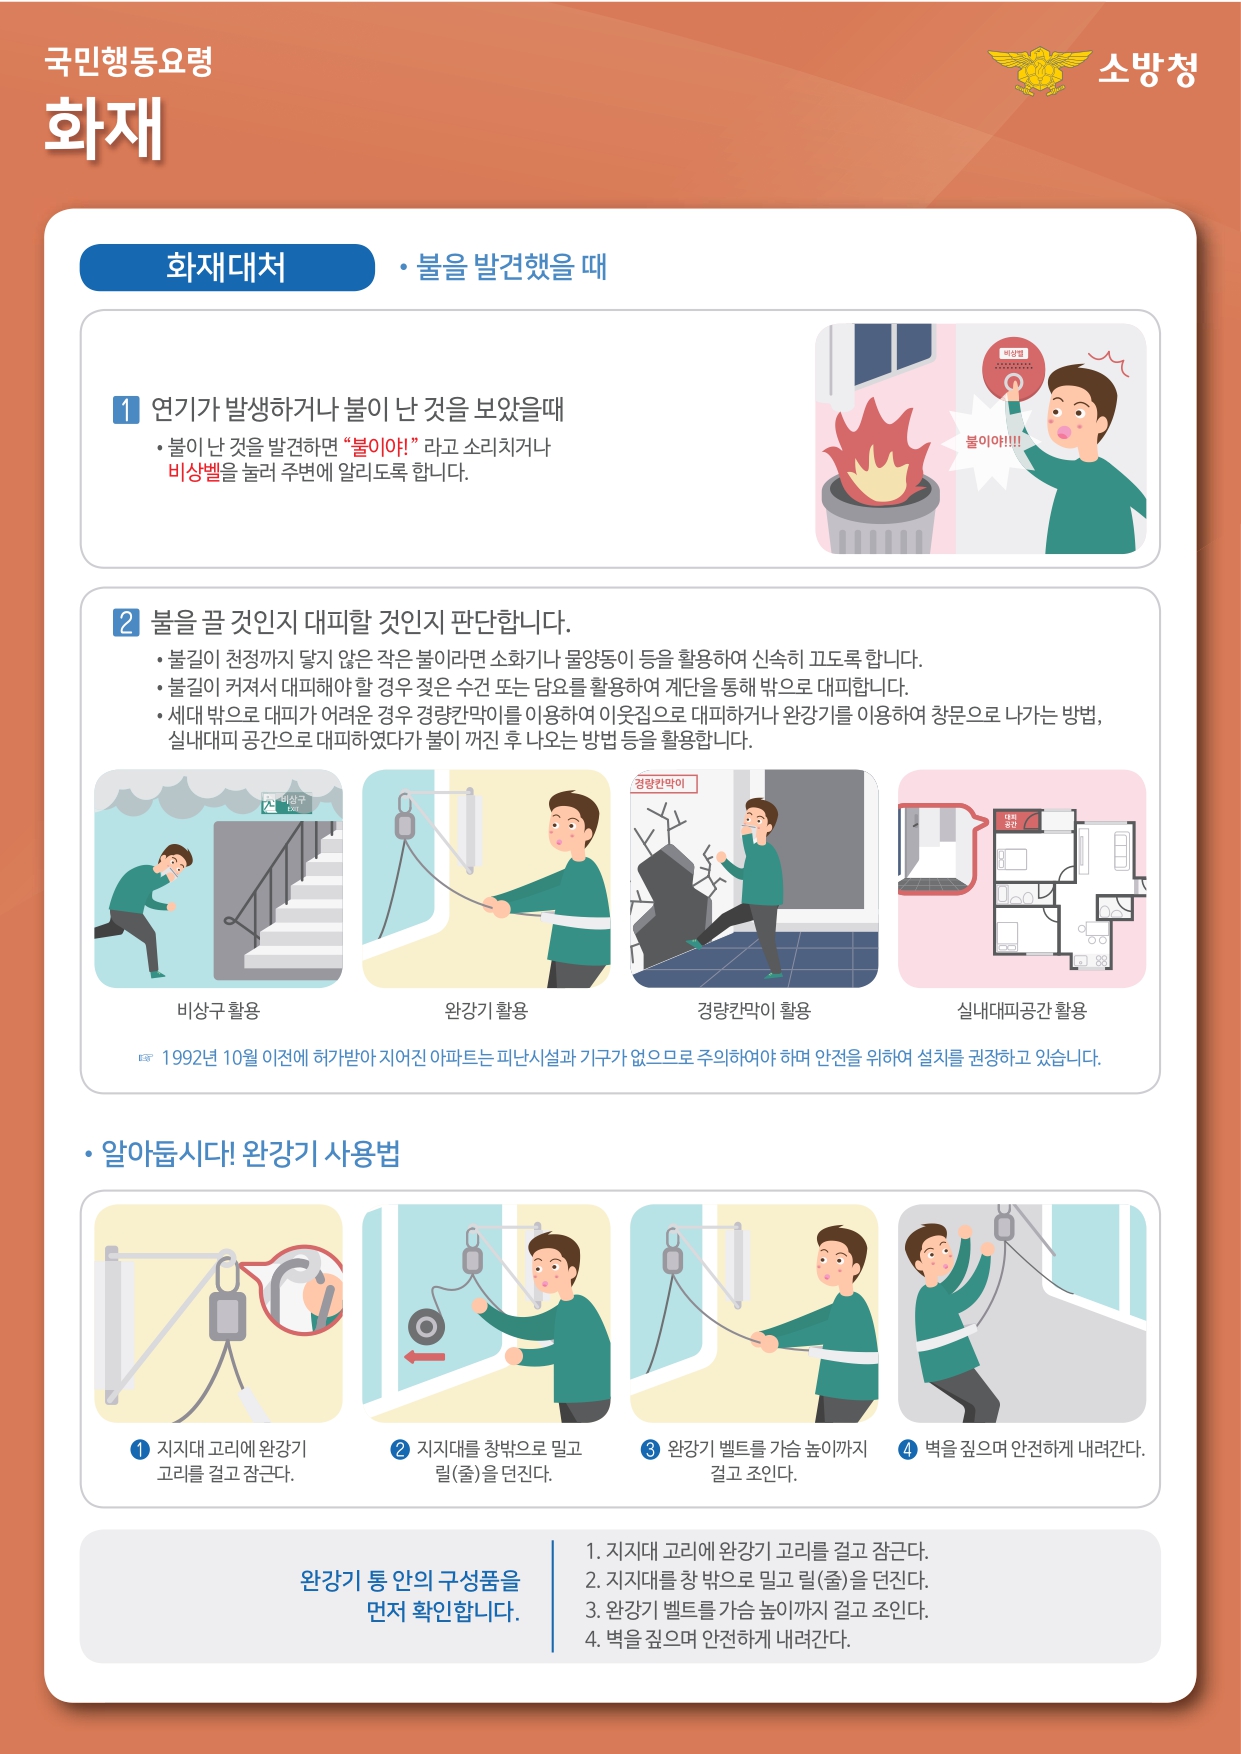 국민행동요령
화재
소방청
화재대처
• 불을 발견했을 때
1 연기가 발생하거나 불이 난 것을 보았을때
• 불이 난 것을 발견하면 “불이야!” 라고 소리치거나
비상벨을 눌러 주변에 알리도록 합니다.
비상벨
불이야!!!!
2 불을 끌 것인지 대피할 것인지 판단합니다.
• 불길이 천정까지 닿지 않은 작은 불이라면 소화기나 물양동이 등을 활용하여 신속히 끄도록 합니다.
• 불길이 커져서 대피해야 할 경우 젖은 수건 또는 담요를 활용하여 계단을 통해 밖으로 대피합니다.
• 세대 밖으로 대피가 어려운 경우 경량칸막이를 이용하여 이웃집으로 대피하거나 완강기를 이용하여 창문으로 나가는 방법,
실내대피 공간으로 대피하였다가 불이 꺼진 후 나오는 방법 등을 활용합니다.
비상구
EXIT
경량칸막이
대피
공간
비상구 활용
완강기 활용
경량칸막이 활용
실내대피공간 활용
☞ 1992년 10월 이전에 허가받아 지어진 아파트는 피난시설과 기구가 없으므로 주의하여야 하며 안전을 위하여 설치를 권장하고 있습니다.
• 알아둡시다! 완강기 사용법
1 지지대 고리에 완강기
고리를 걸고 잠근다.
2 지지대를 창밖으로 밀고
릴(줄)을 던진다.
3 완강기 벨트를 가슴 높이까지
걸고 조인다.
4 벽을 짚으며 안전하게 내려간다.
완강기 통 안의 구성품을
먼저 확인합니다.
1. 지지대 고리에 완강기 고리를 걸고 잠근다.
2. 지지대를 창 밖으로 밀고 릴(줄)을 던진다.
3. 완강기 벨트를 가슴 높이까지 걸고 조인다.
4. 벽을 짚으며 안전하게 내려간다.